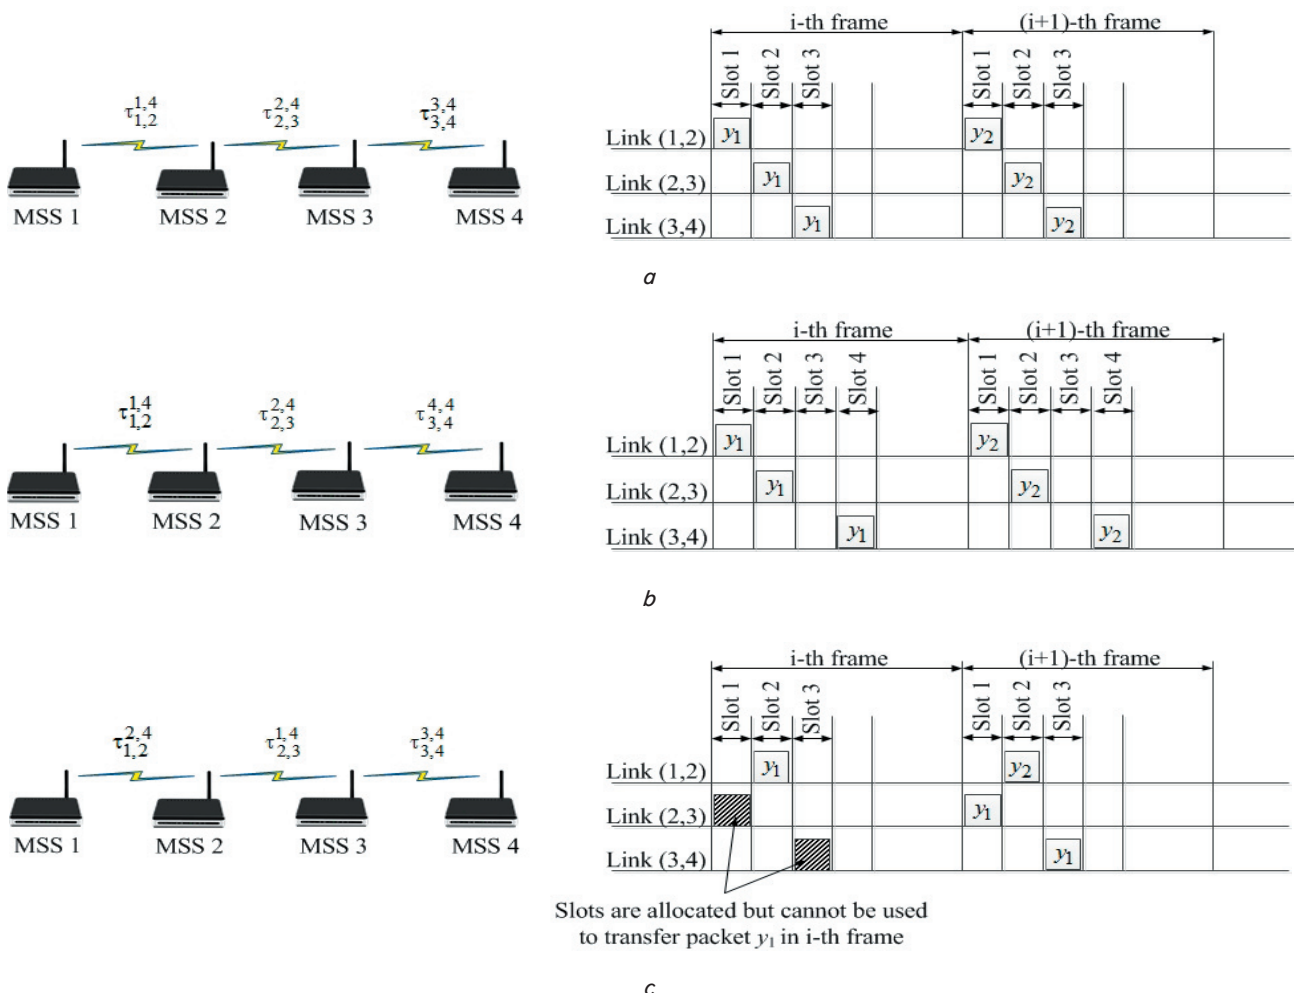 i-th frame (i+1)-th frame
Slot 1 Slot 2 Slot 3 Slot 1 Slot 2 Slot 3
τ1,4 1,2 τ2,4 2,3 τ3,4 3,4
Link (1,2) y1 y2
Link (2,3) y1 y2
Link (3,4) y1 y2
MSS 1 MSS 2 MSS 3 MSS 4
a
i-th frame (i+1)-th frame
Slot 1 Slot 2 Slot 3 Slot 4 Slot 1 Slot 2 Slot 3 Slot 4
τ1,4 1,2 τ2,4 2,3 τ4,4 3,4
Link (1,2) y1 y2
Link (2,3) y1 y2
Link (3,4) y1 y2
MSS 1 MSS 2 MSS 3 MSS 4
b
i-th frame (i+1)-th frame
Slot 1 Slot 2 Slot 3 Slot 1 Slot 2 Slot 3
τ2,4 1,2 τ1,4 2,3 τ3,4 3,4
Link (1,2) y1 y2
Link (2,3) y1
Link (3,4) y1
MSS 1 MSS 2 MSS 3 MSS 4
Slots are allocated but cannot be used
to transfer packet y1 in i-th frame
c